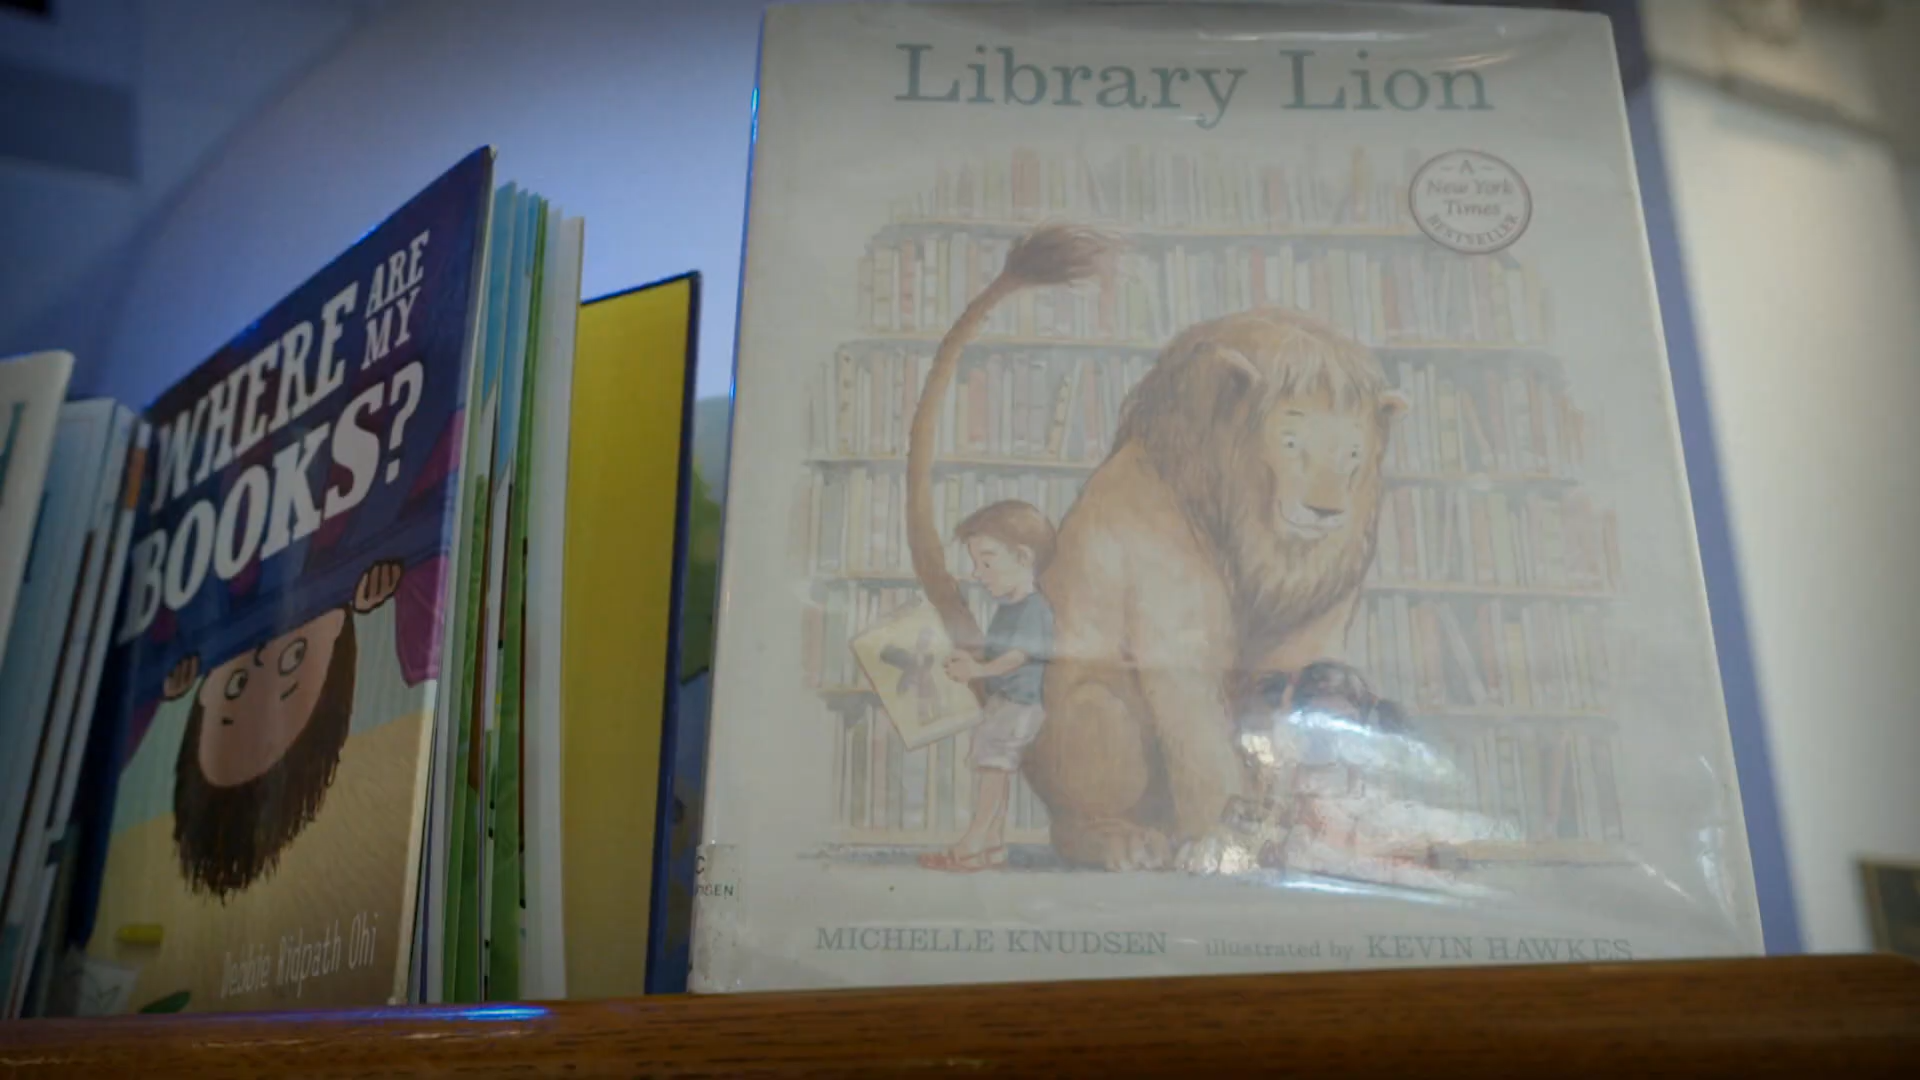 WHERE ARE MY
BOOKS?
Debbie Ridpath Ohi
Library Lion
A
New York
Times
BESTSELLER
MICHELLE KNUDSEN illustrated by KEVIN HAWKES